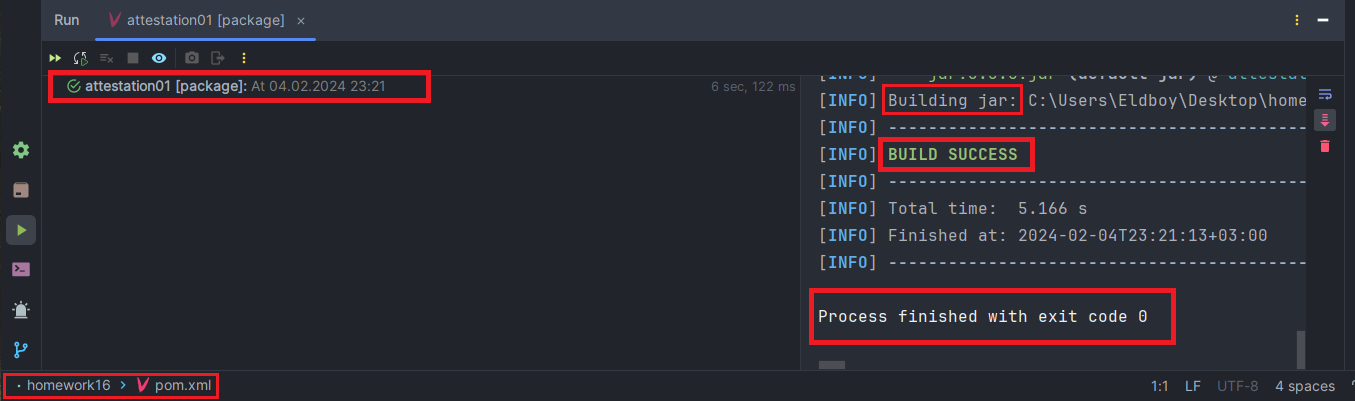 Run attestation01 [package] ×
attestation01 [package]: At 04.02.2024 23:21 6 sec, 122 ms
[INFO]
[INFO] Building jar: C:\Users\Eldboy\Desktop\home
[INFO] ------------------------------------------
[INFO] BUILD SUCCESS
[INFO] ------------------------------------------
[INFO] Total time:  5.166 s
[INFO] Finished at: 2024-02-04T23:21:13+03:00
[INFO] ------------------------------------------
Process finished with exit code 0
homework16 > pom.xml 1:1 LF UTF-8 4 spaces